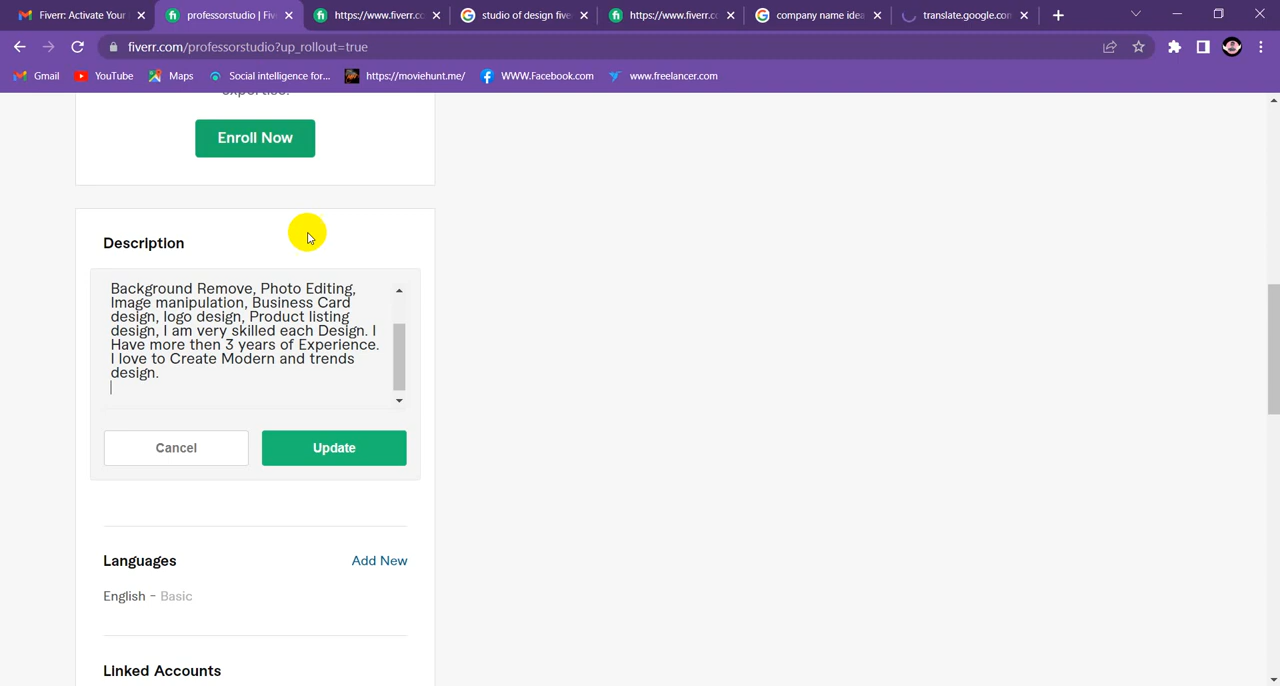 Fiverr: Activate Your
professorstudio | Five
https://www.fiverr.cc
studio of design five
https://www.fiverr.cc
company name idea
translate.google.com
fiverr.com/professorstudio?up_rollout=true
Gmail
YouTube
Maps
Social intelligence for...
https://moviehunt.me/
WWW.Facebook.com
www.freelancer.com
expertise.
Enroll Now
Description
Background Remove, Photo Editing,
Image manipulation, Business Card
design, logo design, Product listing
design, I am very skilled each Design. I
Have more then 3 years of Experience.
I love to Create Modern and trends
design.
Cancel
Update
Languages
Add New
English - Basic
Linked Accounts